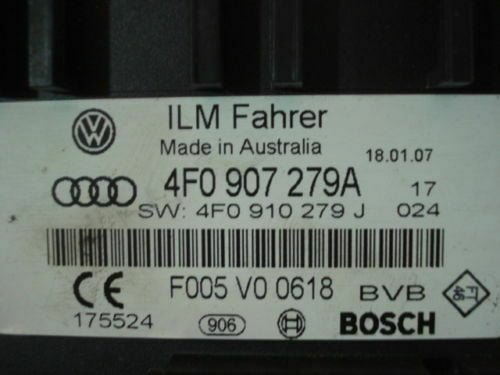 ILM Fahrer
Made in Australia 18.01.07
4F0 907 279A 17
SW: 4F0 910 279 J 024
CE F005 V0 0618 BVB
175524 906 BOSCH